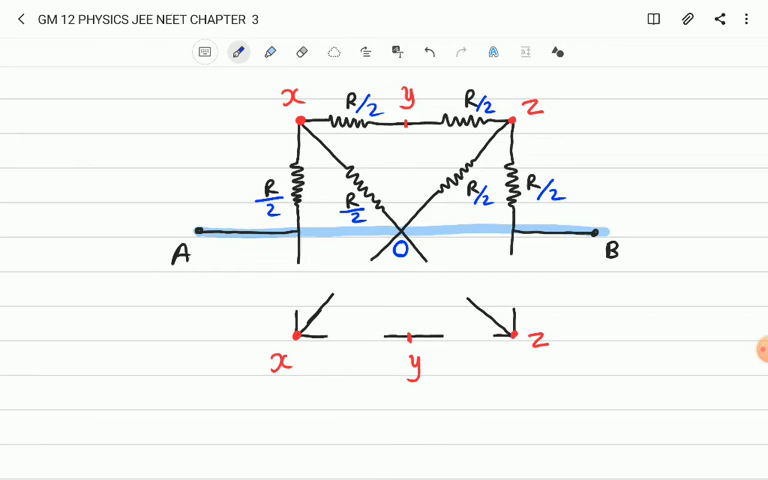 GM 12 PHYSICS JEE NEET CHAPTER 3
x R/2 y R/2 z
R/2 R/2 R/2 R/2
A O B
x y z